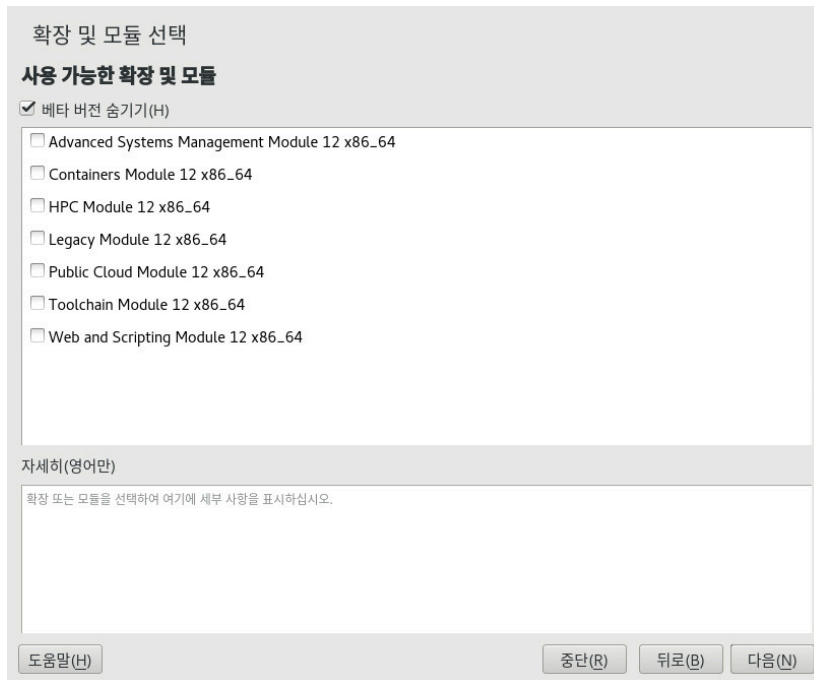 확장 및 모듈 선택
사용 가능한 확장 및 모듈
베타 버전 숨기기(H)
Advanced Systems Management Module 12 x86_64
Containers Module 12 x86_64
HPC Module 12 x86_64
Legacy Module 12 x86_64
Public Cloud Module 12 x86_64
Toolchain Module 12 x86_64
Web and Scripting Module 12 x86_64
자세히(영어만)
확장 또는 모듈을 선택하여 여기에 세부 사항을 표시하십시오.
도움말(H) 중단(R) 뒤로(B) 다음(N)